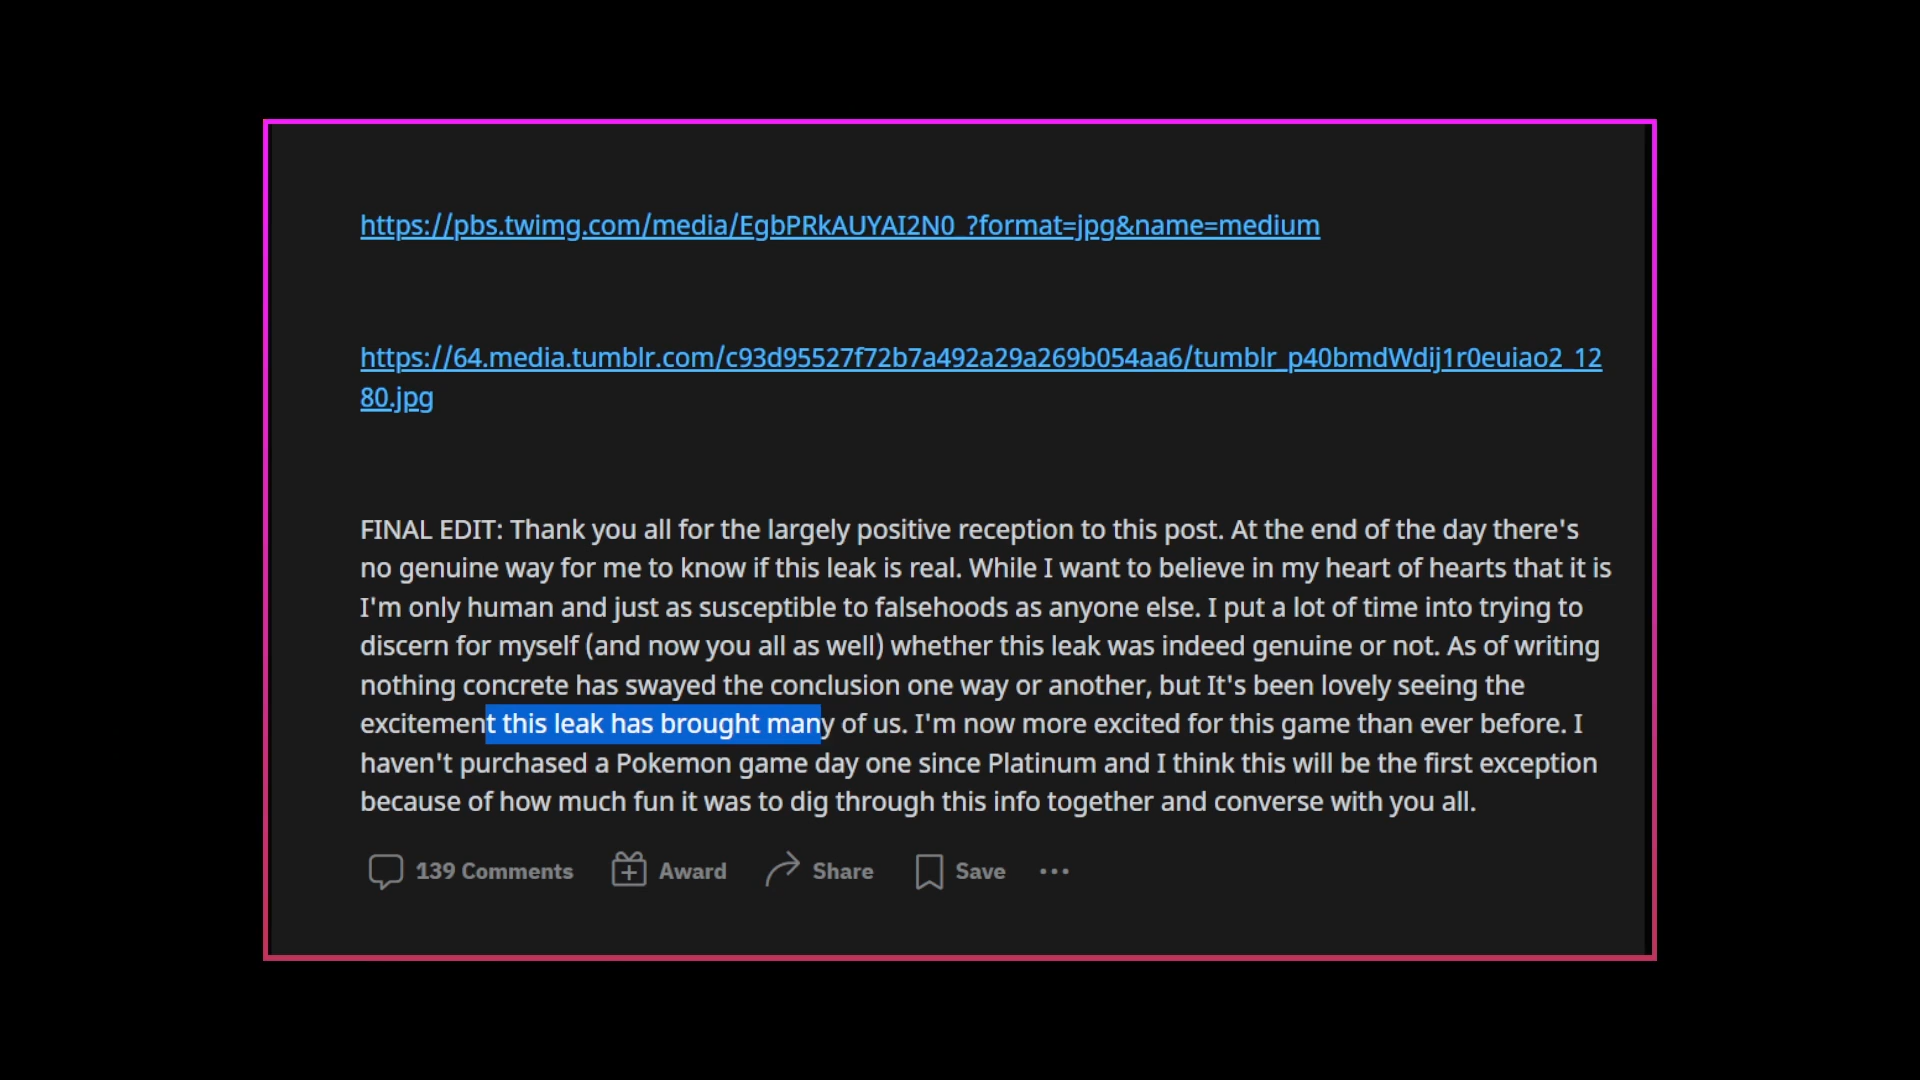 https://pbs.twimg.com/media/EgbPRkAUYAI2N0_?format=jpg&name=medium
https://64.media.tumblr.com/c93d95527f72b7a492a29a269b054aa6/tumblr_p40bmdWdij1r0euiao2_12
80.jpg
FINAL EDIT: Thank you all for the largely positive reception to this post. At the end of the day there's
no genuine way for me to know if this leak is real. While I want to believe in my heart of hearts that it is
I'm only human and just as susceptible to falsehoods as anyone else. I put a lot of time into trying to
discern for myself (and now you all as well) whether this leak was indeed genuine or not. As of writing
nothing concrete has swayed the conclusion one way or another, but It's been lovely seeing the
excitement this leak has brought many of us. I'm now more excited for this game than ever before. I
haven't purchased a Pokemon game day one since Platinum and I think this will be the first exception
because of how much fun it was to dig through this info together and converse with you all.
139 Comments Award Share Save